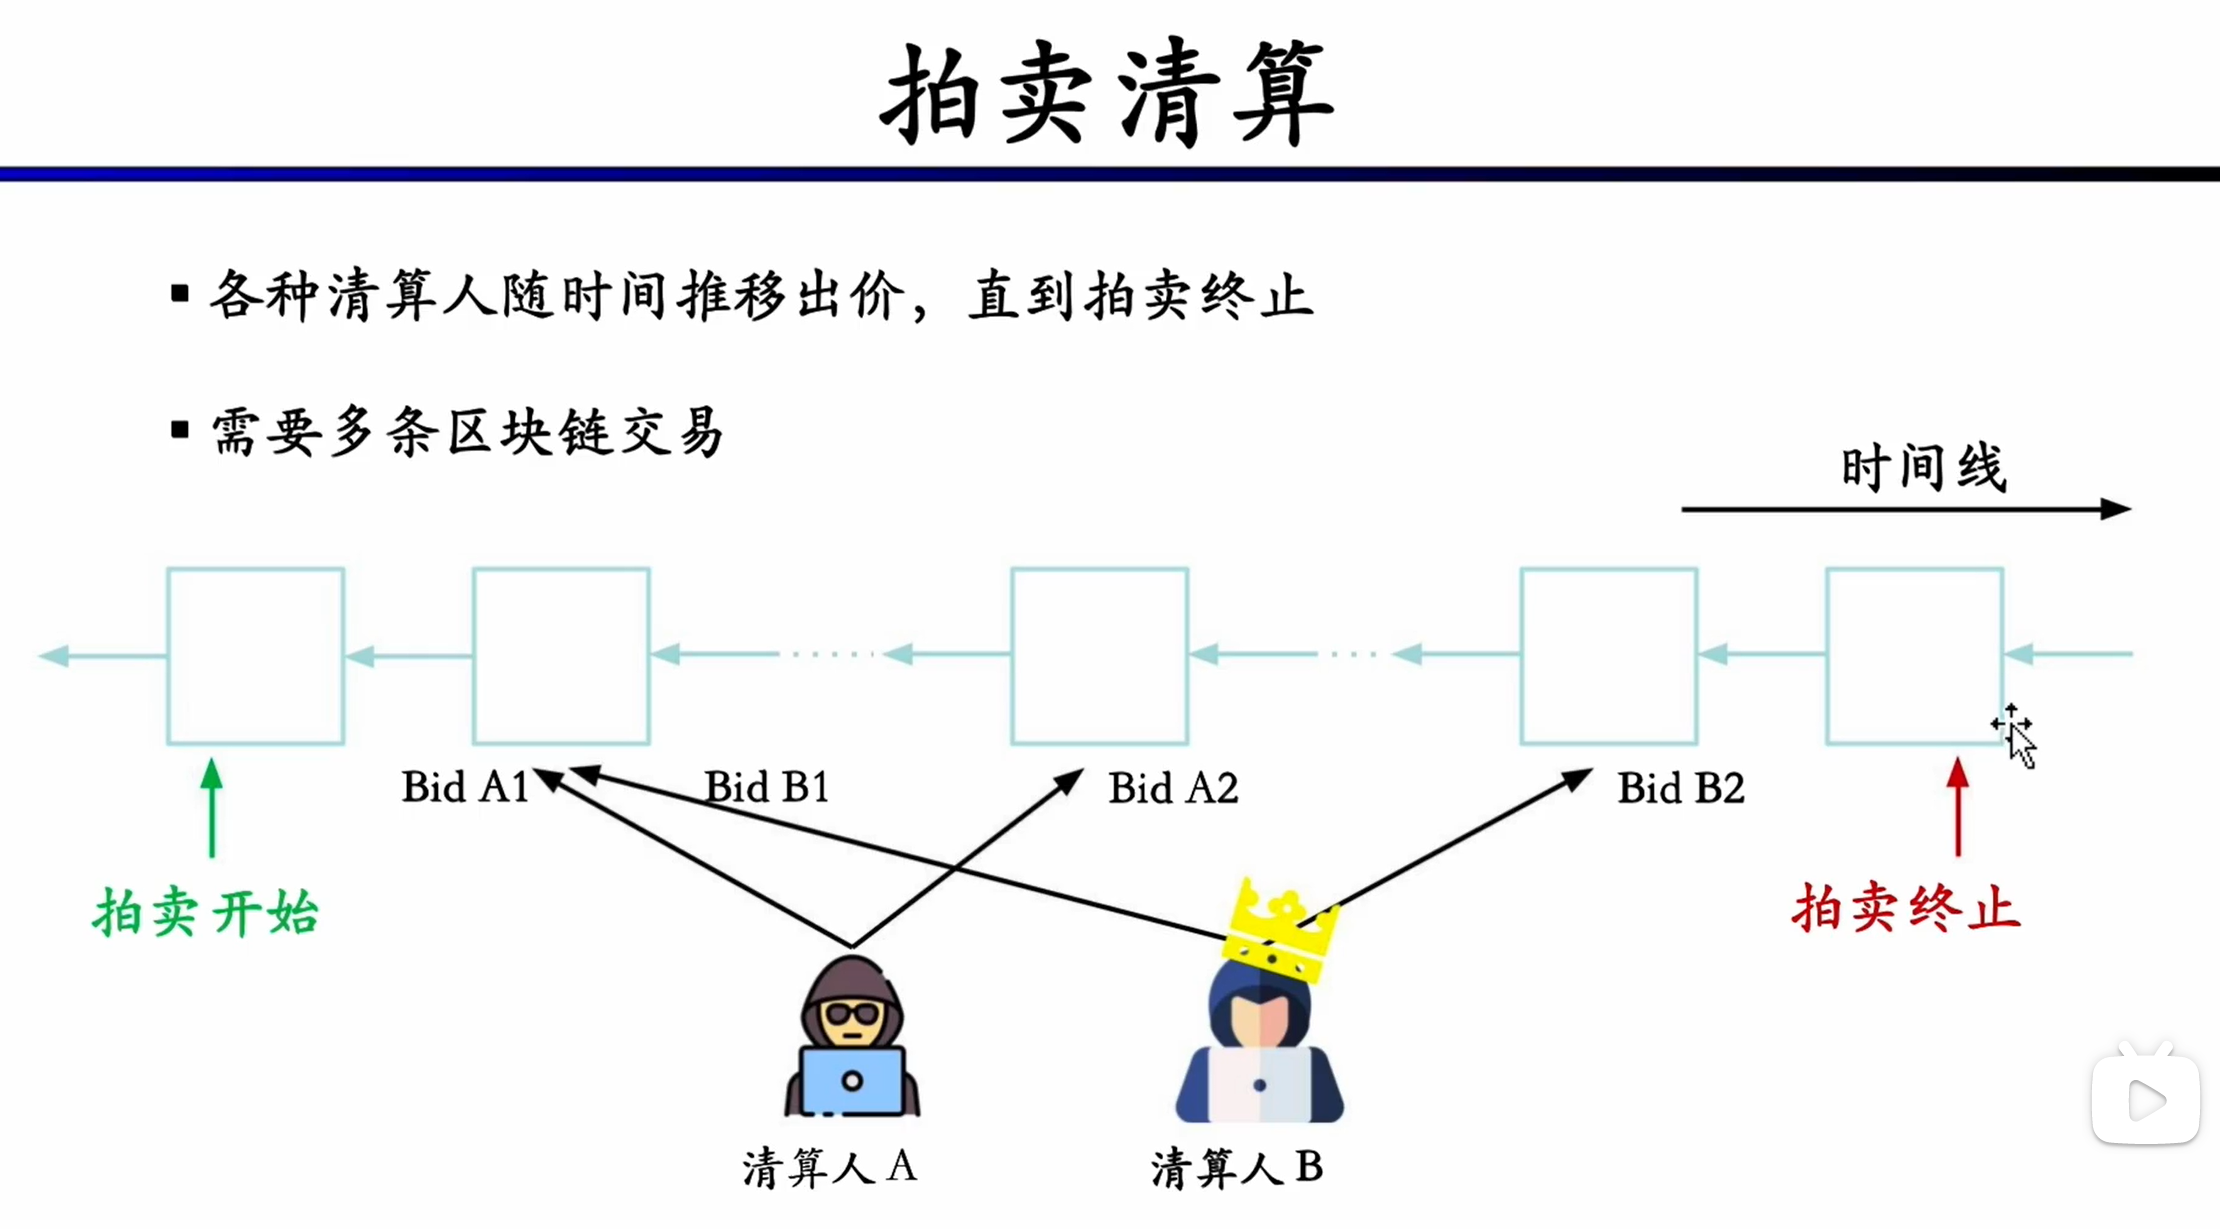 拍卖清算
▪ 各种清算人随时间推移出价，直到拍卖终止
▪ 需要多条区块链交易
时间线
Bid A1
Bid B1
Bid A2
Bid B2
拍卖开始
拍卖终止
清算人 A
清算人 B